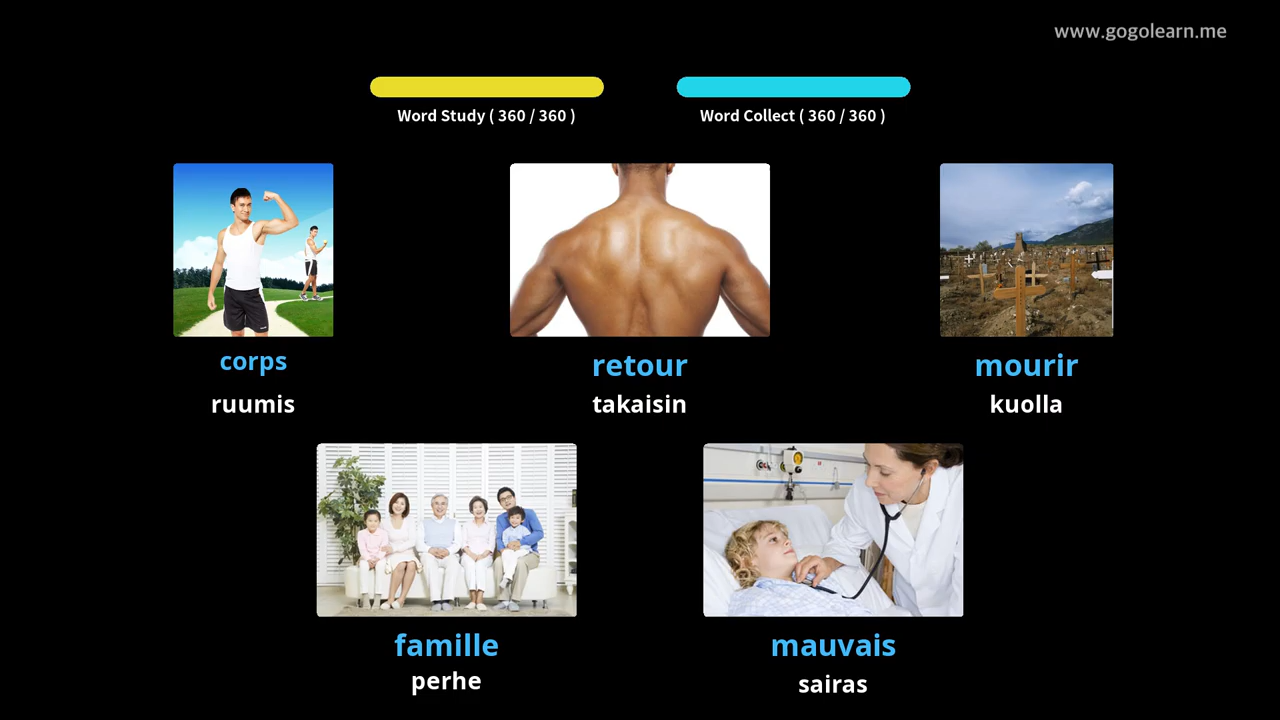 www.gogolearn.me
Word Study ( 360 / 360 )
Word Collect ( 360 / 360 )
corps
retour
mourir
ruumis
takaisin
kuolla
famille
mauvais
perhe
sairas